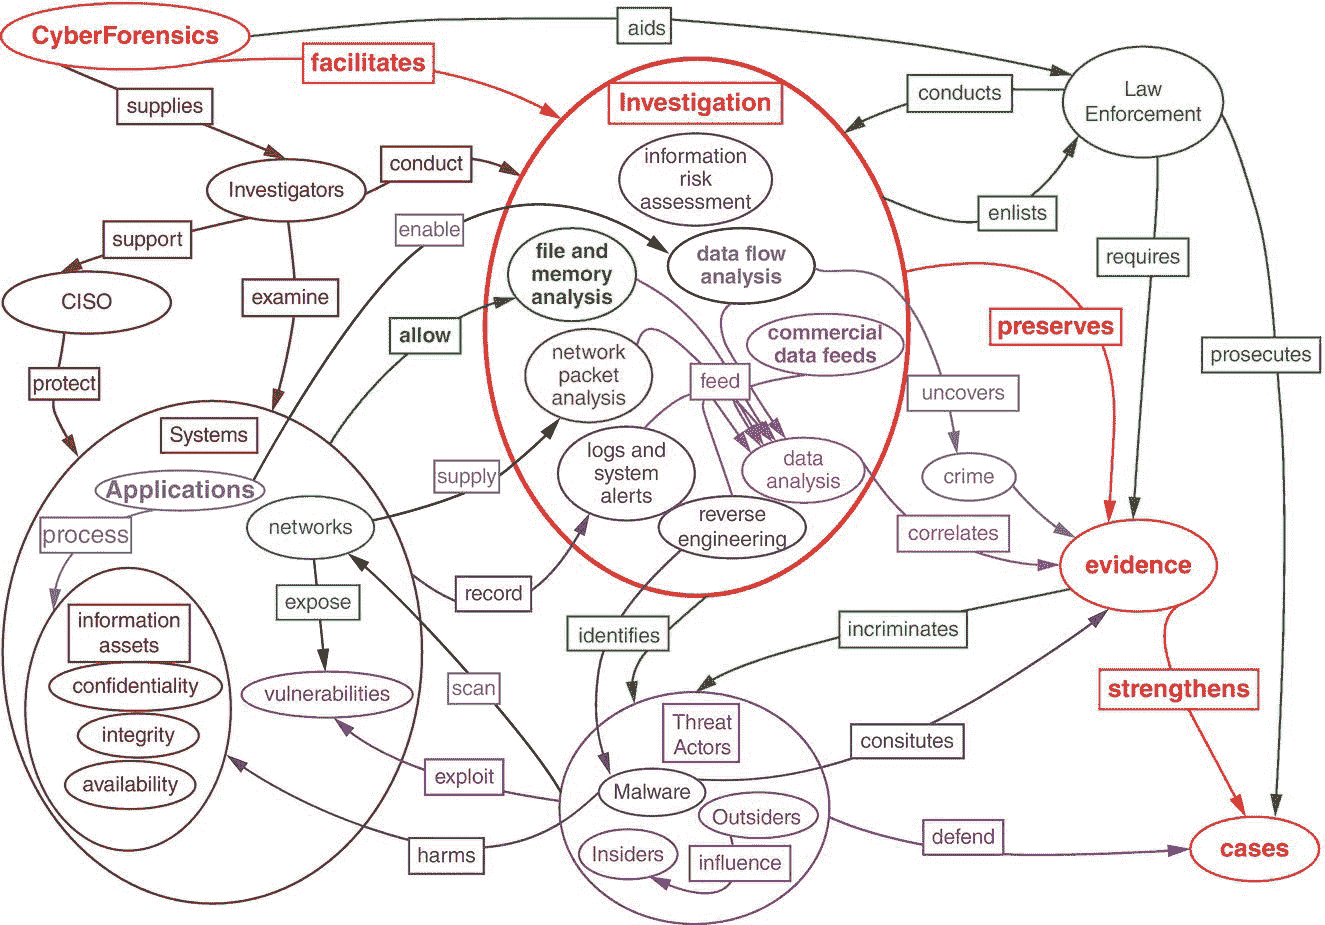 CyberForensics
aids
facilitates
supplies
Investigation
conducts
Law
Enforcement
information
risk
assessment
conduct
Investigators
enable
enlists
support
file and
memory
analysis
data flow
analysis
requires
CISO
examine
allow
preserves
commercial
data feeds
network
packet
analysis
feed
prosecutes
protect
uncovers
Systems
logs and
system
alerts
data
analysis
crime
supply
Applications
networks
process
reverse
engineering
correlates
evidence
record
expose
information
assets
identifies
incriminates
confidentiality
vulnerabilities
scan
strengthens
integrity
Threat
Actors
consitutes
availability
exploit
Malware
Outsiders
defend
harms
Insiders
influence
cases